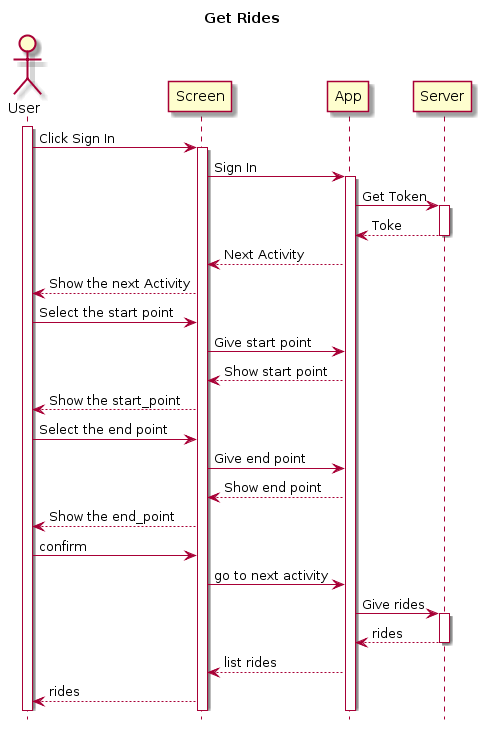 Get Rides
User
Screen
App
Server
Click Sign In
Sign In
Get Token
Toke
Next Activity
Show the next Activity
Select the start point
Give start point
Show start point
Show the start_point
Select the end point
Give end point
Show end point
Show the end_point
confirm
go to next activity
Give rides
rides
list rides
rides